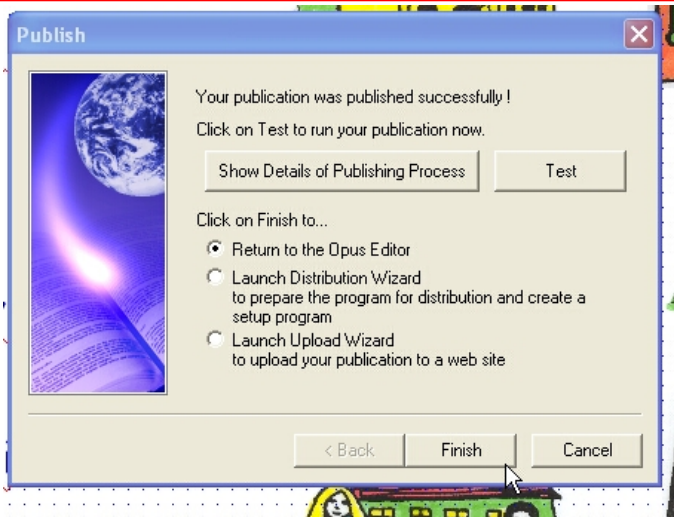 Publish
Your publication was published successfully !
Click on Test to run your publication now.
Show Details of Publishing Process
Test
Click on Finish to...
Return to the Opus Editor
Launch Distribution Wizard
to prepare the program for distribution and create a
setup program
Launch Upload Wizard
to upload your publication to a web site
< Back
Finish
Cancel